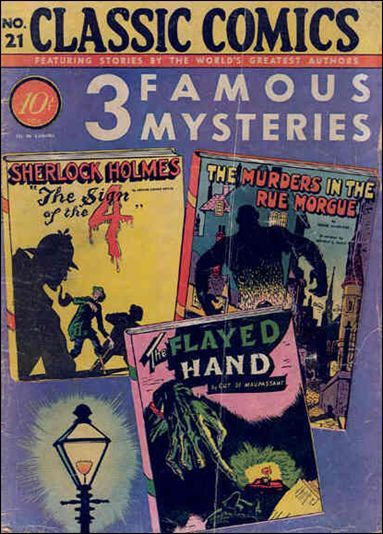 NO. 21
CLASSIC COMICS
FEATURING STORIES BY THE WORLD'S GREATEST AUTHORS
10¢
3 FAMOUS
MYSTERIES
SHERLOCK HOLMES
"The Sign
of the 4"
THE MURDERS IN THE
RUE MORGUE
The FLAYED
HAND
by GUY DE MAUPASSANT